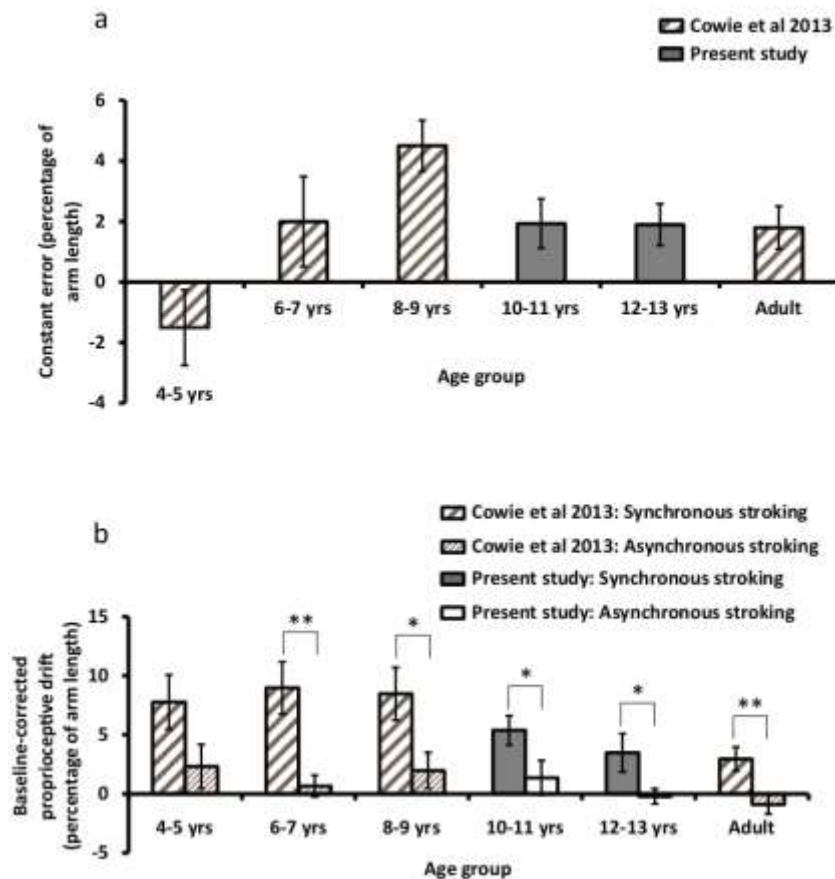 a
Cowie et al 2013
Present study
Constant error (percentage of
arm length)
6
4
2
0
-2
-4
4-5 yrs
6-7 yrs
8-9 yrs
10-11 yrs
12-13 yrs
Adult
Age group
b
Cowie et al 2013: Synchronous stroking
Cowie et al 2013: Asynchronous stroking
Present study: Synchronous stroking
Present study: Asynchronous stroking
Baseline-corrected
proprioceptive drift
(percentage of arm length)
15
10
5
0
-5
**
*
*
*
**
4-5 yrs
6-7 yrs
8-9 yrs
10-11 yrs
12-13 yrs
Adult
Age group